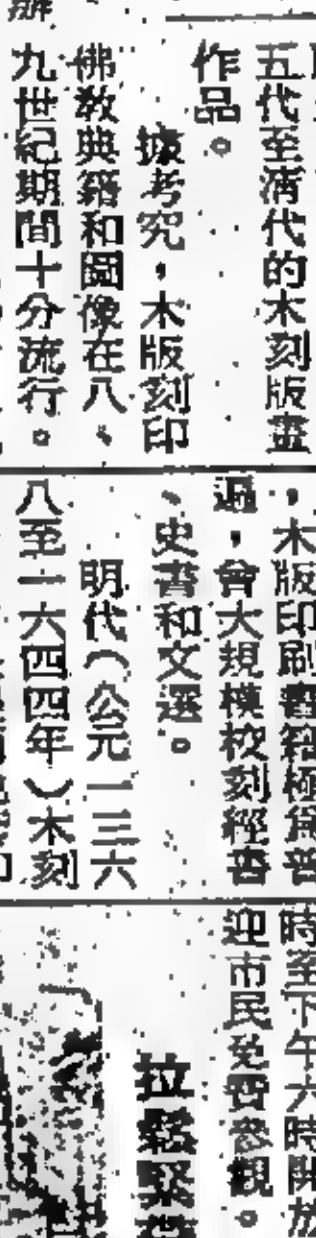 五代至清代的木刻版畫
作品。
據考究，木版刻印
佛教典籍和圖像在八、
九世紀期間十分流行。
，木版印刷書籍極爲普
遍，曾大規模校刻經書
、史書和文選。
明代（公元一三六
八至一六四四年）木刻
時至下午六時開放
迎市民免費參觀。
拉鬆緊